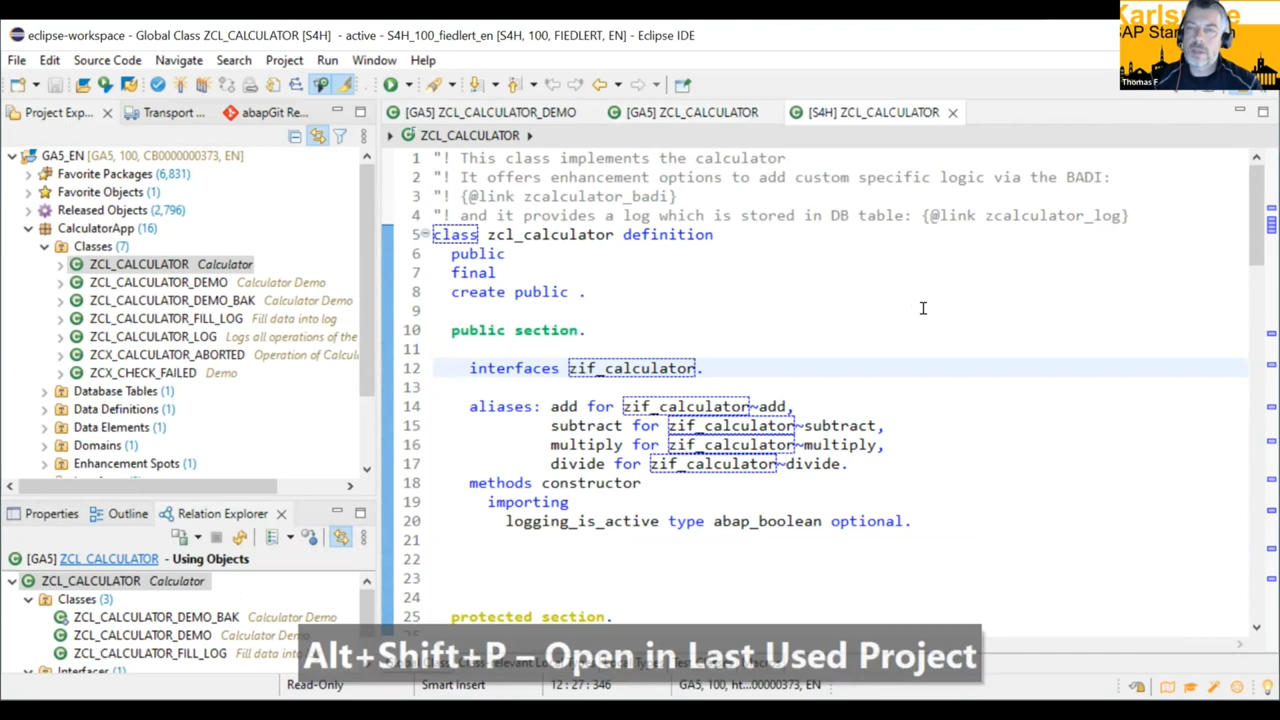 eclipse-workspace - Global Class ZCL_CALCULATOR [S4H] - active - S4H_100_fiedlert_en [S4H, 100, FIEDLERT, EN] - Eclipse IDE
Karlsruhe
SAP Stammtisch
Thomas F
File Edit Source Code Navigate Search Project Run Window Help
Project Exp... Transport ... abapGit Re...
[GA5] ZCL_CALCULATOR_DEMO [GA5] ZCL_CALCULATOR [S4H] ZCL_CALCULATOR
ZCL_CALCULATOR
GA5_EN [GA5, 100, CB0000000373, EN]
Favorite Packages (6,831)
Favorite Objects (1)
Released Objects (2,796)
CalculatorApp (16)
Classes (7)
ZCL_CALCULATOR Calculator
ZCL_CALCULATOR_DEMO Calculator Demo
ZCL_CALCULATOR_DEMO_BAK Calculator Demo
ZCL_CALCULATOR_FILL_LOG Fill data into log
ZCL_CALCULATOR_LOG Logs all operations of the
ZCX_CALCULATOR_ABORTED Operation of Calcul
ZCX_CHECK_FAILED Demo
Database Tables (1)
Data Definitions (1)
Data Elements (1)
Domains (1)
Enhancement Spots (1)
Properties Outline Relation Explorer
[GA5] ZCL_CALCULATOR - Using Objects
ZCL_CALCULATOR Calculator
Classes (3)
ZCL_CALCULATOR_DEMO_BAK Calculator Demo
ZCL_CALCULATOR_DEMO Calculator Demo
ZCL_CALCULATOR_FILL_LOG Fill data into log
Interfaces (1)
1 "! This class implements the calculator
2 "! It offers enhancement options to add custom specific logic via the BADI:
3 "! {@link zcalculator_badi}
4 "! and it provides a log which is stored in DB table: {@link zcalculator_log}
5 class zcl_calculator definition
6 public
7 final
8 create public .
9
10 public section.
11
12 interfaces zif_calculator.
13
14 aliases: add for zif_calculator~add,
15 subtract for zif_calculator~subtract,
16 multiply for zif_calculator~multiply,
17 divide for zif_calculator~divide.
18 methods constructor
19 importing
20 logging_is_active type abap_boolean optional.
21
22
23
24
25 protected section.
Alt+Shift+P – Open in Last Used Project
Read-Only Smart Insert 12 : 27 : 346 GA5, 100, ht...00000373, EN